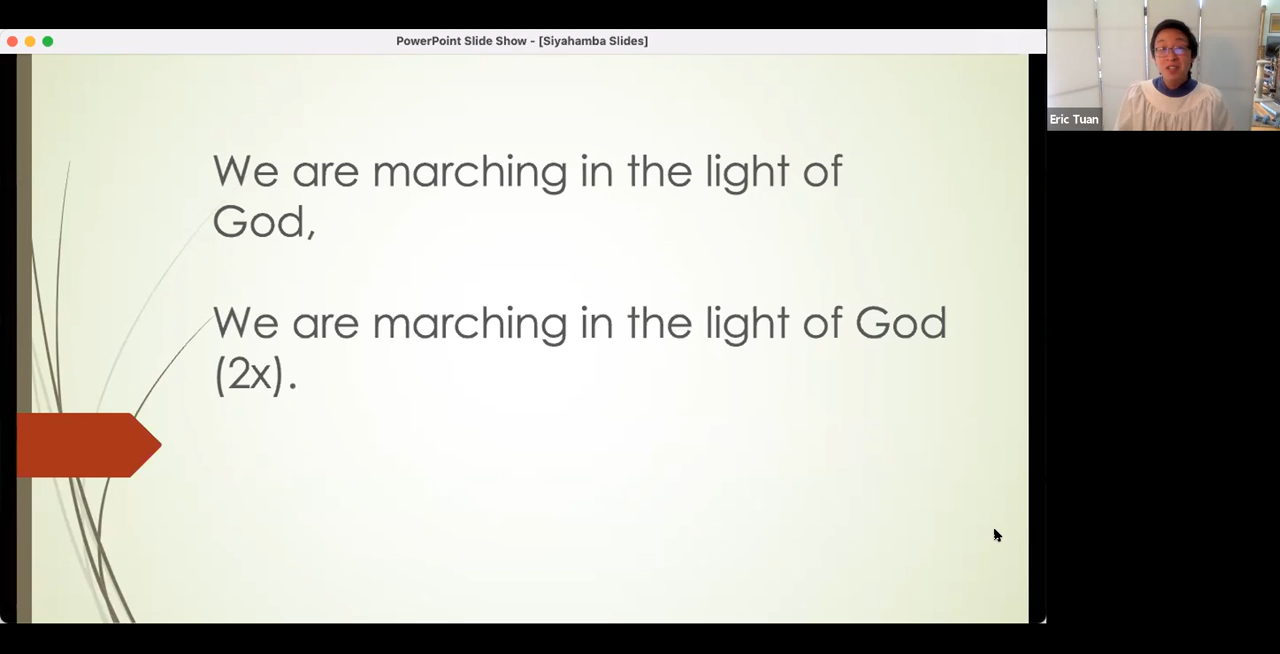 PowerPoint Slide Show - [Siyahamba Slides]
We are marching in the light of
God,
We are marching in the light of God
(2x).
Eric Tuan